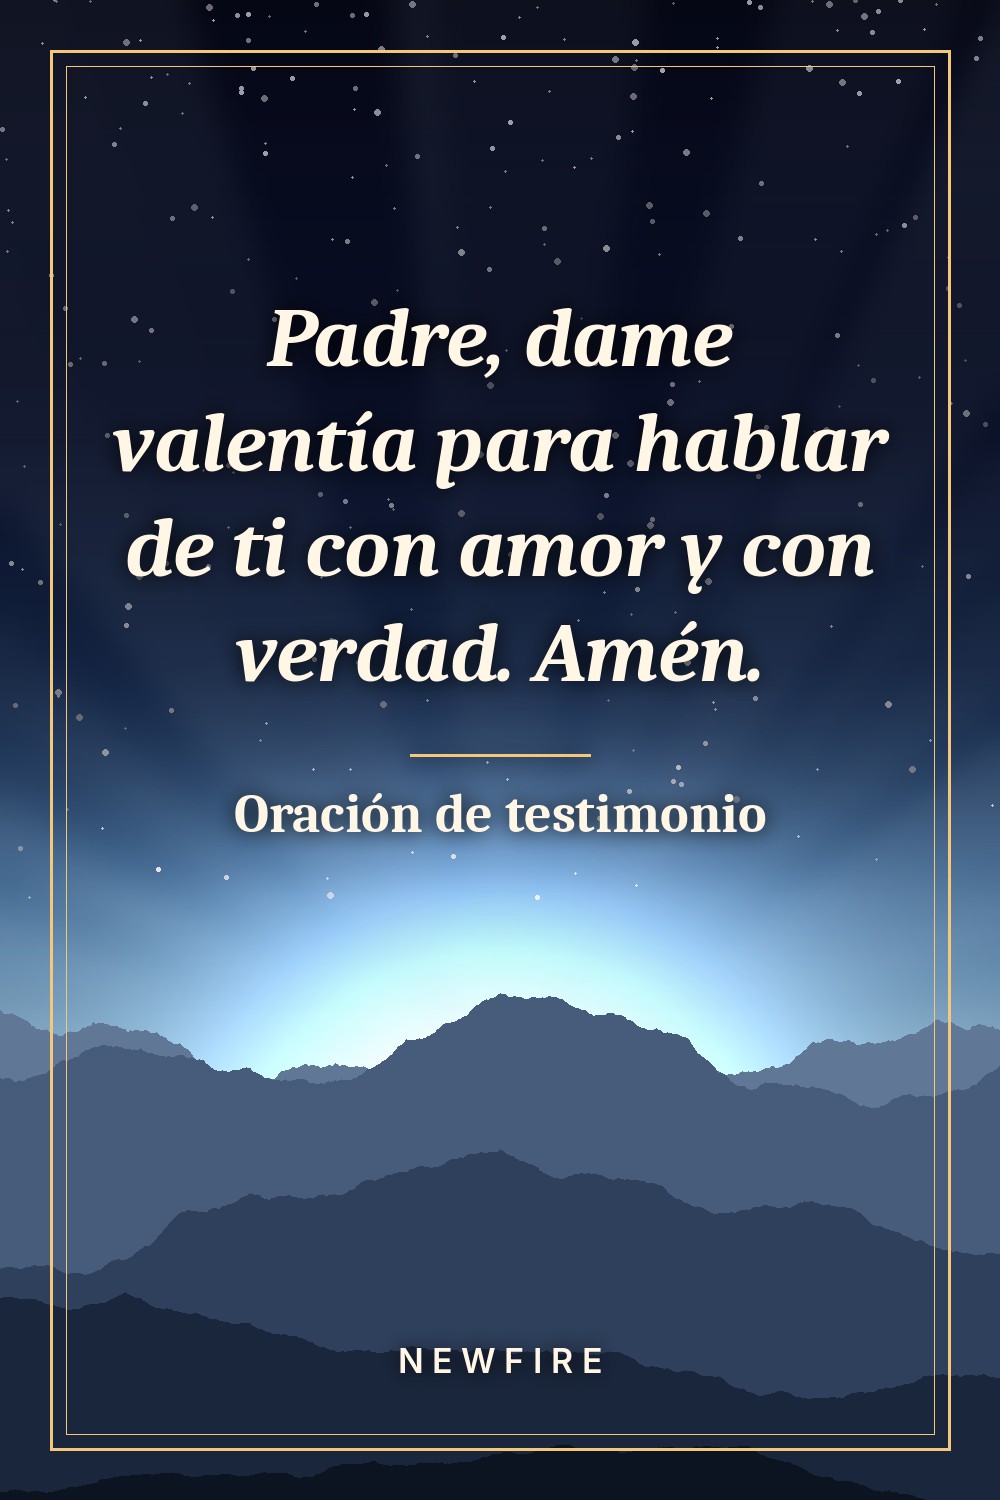 Padre, dame
valentía para hablar
de ti con amor y con
verdad. Amén.
Oración de testimonio
NEWFIRE